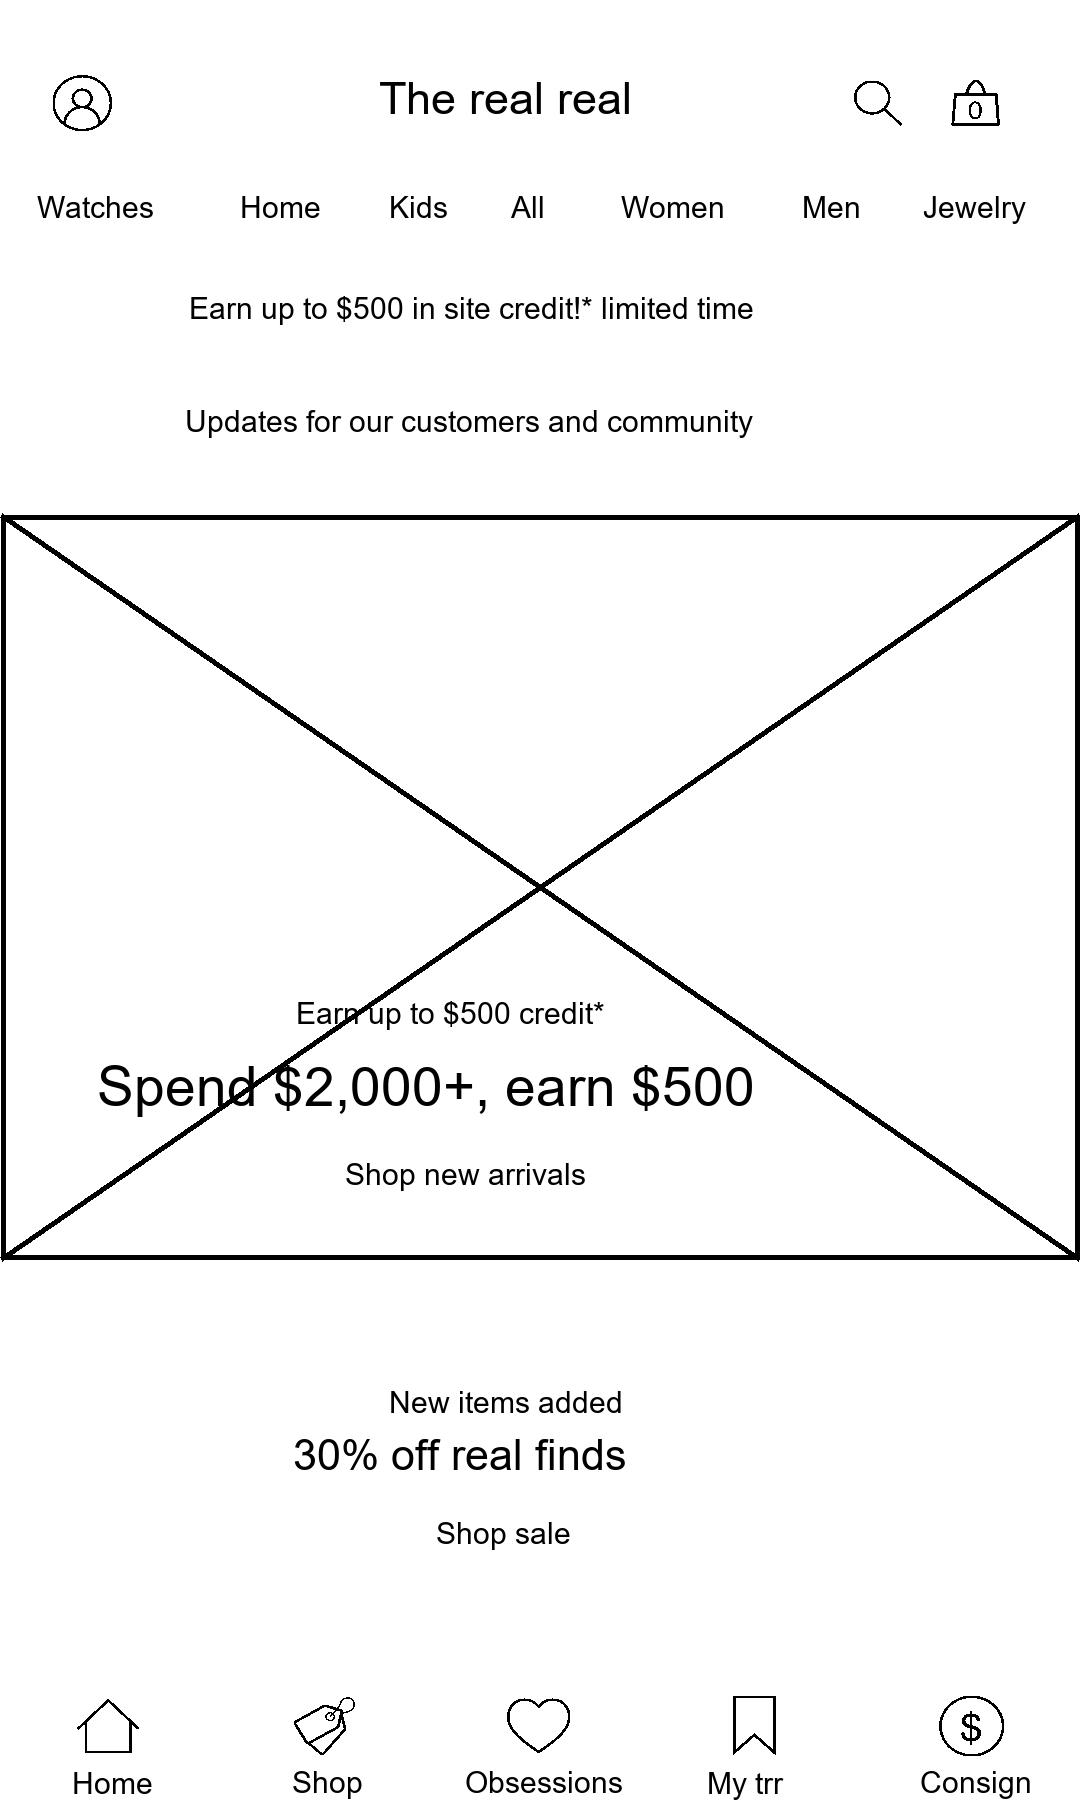 The real real
0
Watches Home Kids All Women Men Jewelry
Earn up to $500 in site credit!* limited time
Updates for our customers and community
Earn up to $500 credit*
Spend $2,000+, earn $500
Shop new arrivals
New items added
30% off real finds
Shop sale
$
Home Shop Obsessions My trr Consign